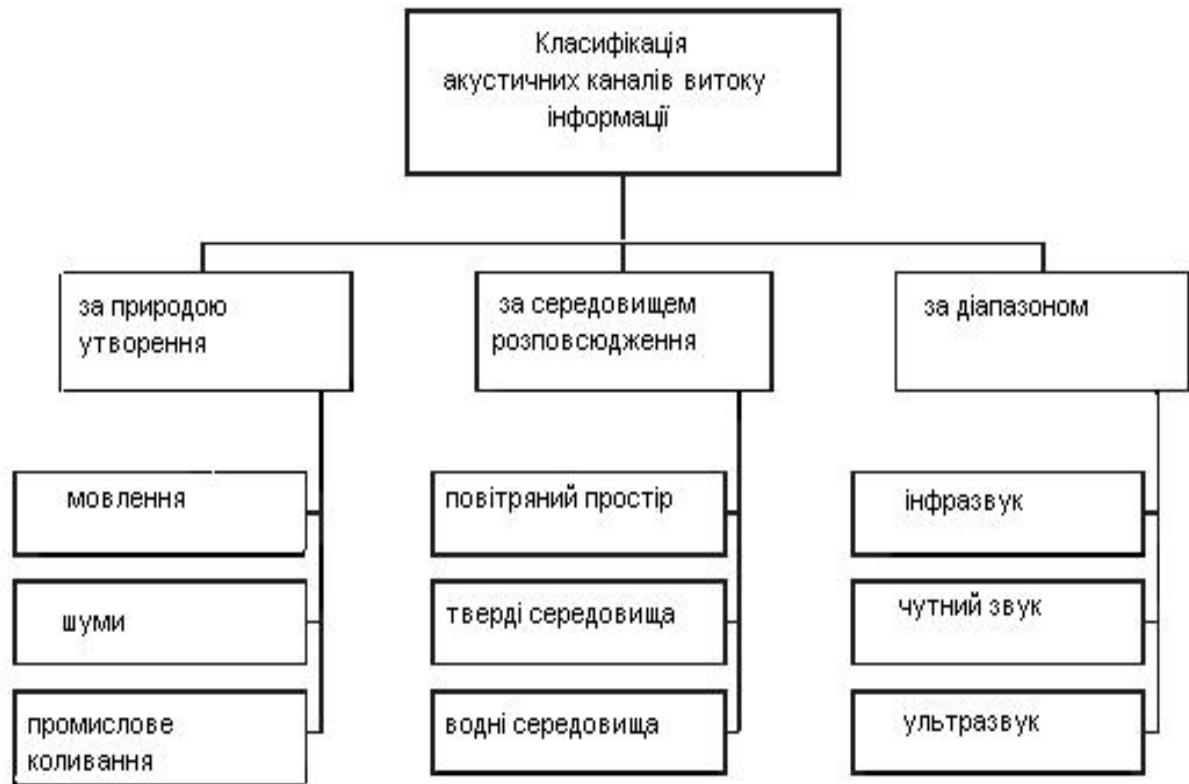 Класифікація
акустичних каналів витоку
інформації
за природою
утворення
за середовищем
розповсюдження
за діапазоном
мовлення
шуми
промислове
коливання
повітряний простір
тверді середовища
водні середовища
інфразвук
чутний звук
ультразвук